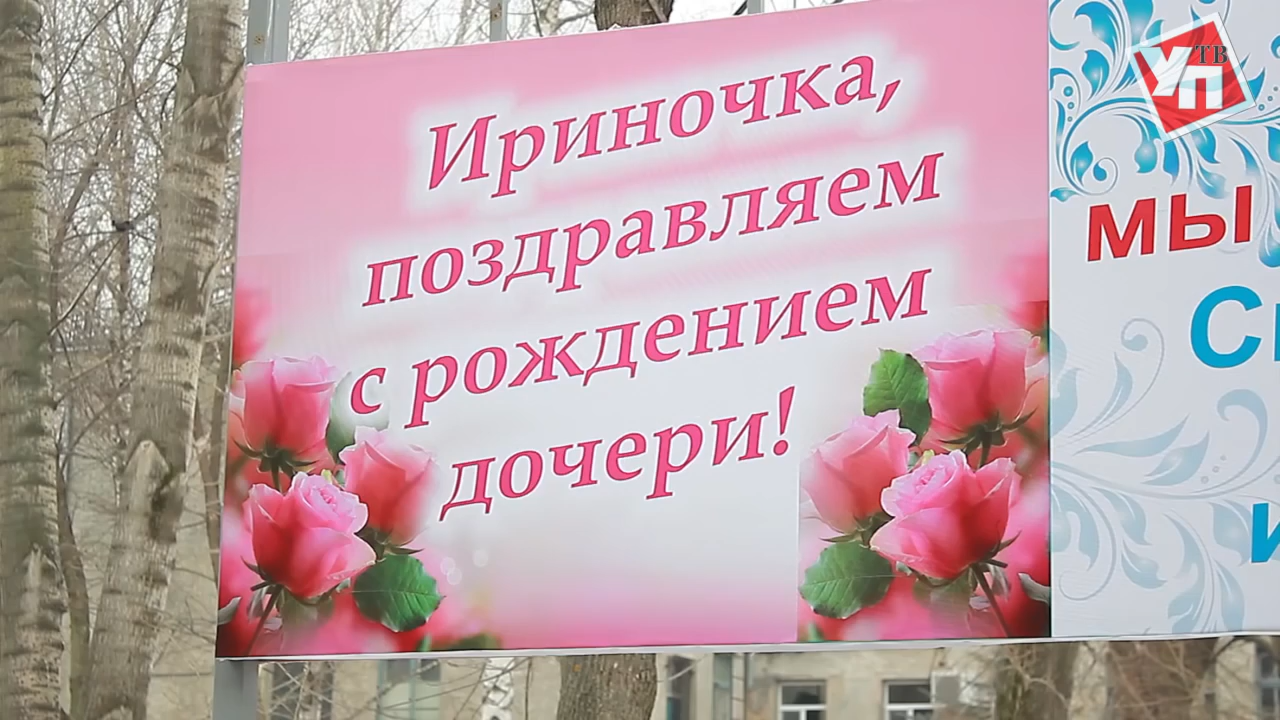 Ириночка,
поздравляем
с рождением
дочери!
мы
УП ТВ